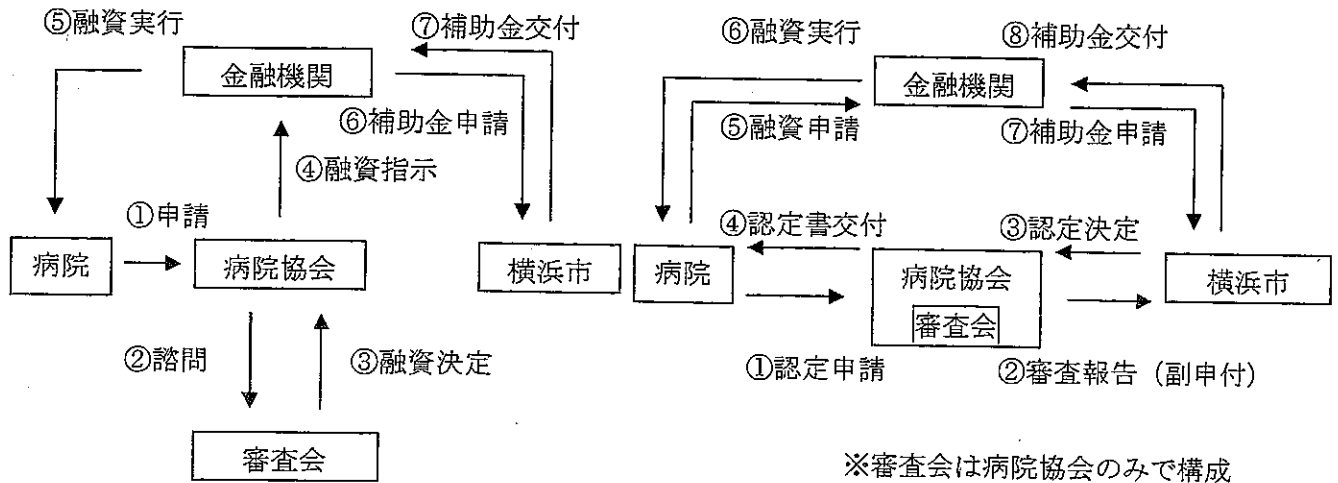 ⑤融資実行
⑦補助金交付
金融機関
⑥補助金申請
④融資指示
①申請
病院
病院協会
横浜市
②諮問
③融資決定
審査会
⑥融資実行
⑧補助金交付
金融機関
⑤融資申請
⑦補助金申請
④認定書交付
③認定決定
病院
病院協会
審査会
横浜市
①認定申請
②審査報告（副申付）
※審査会は病院協会のみで構成